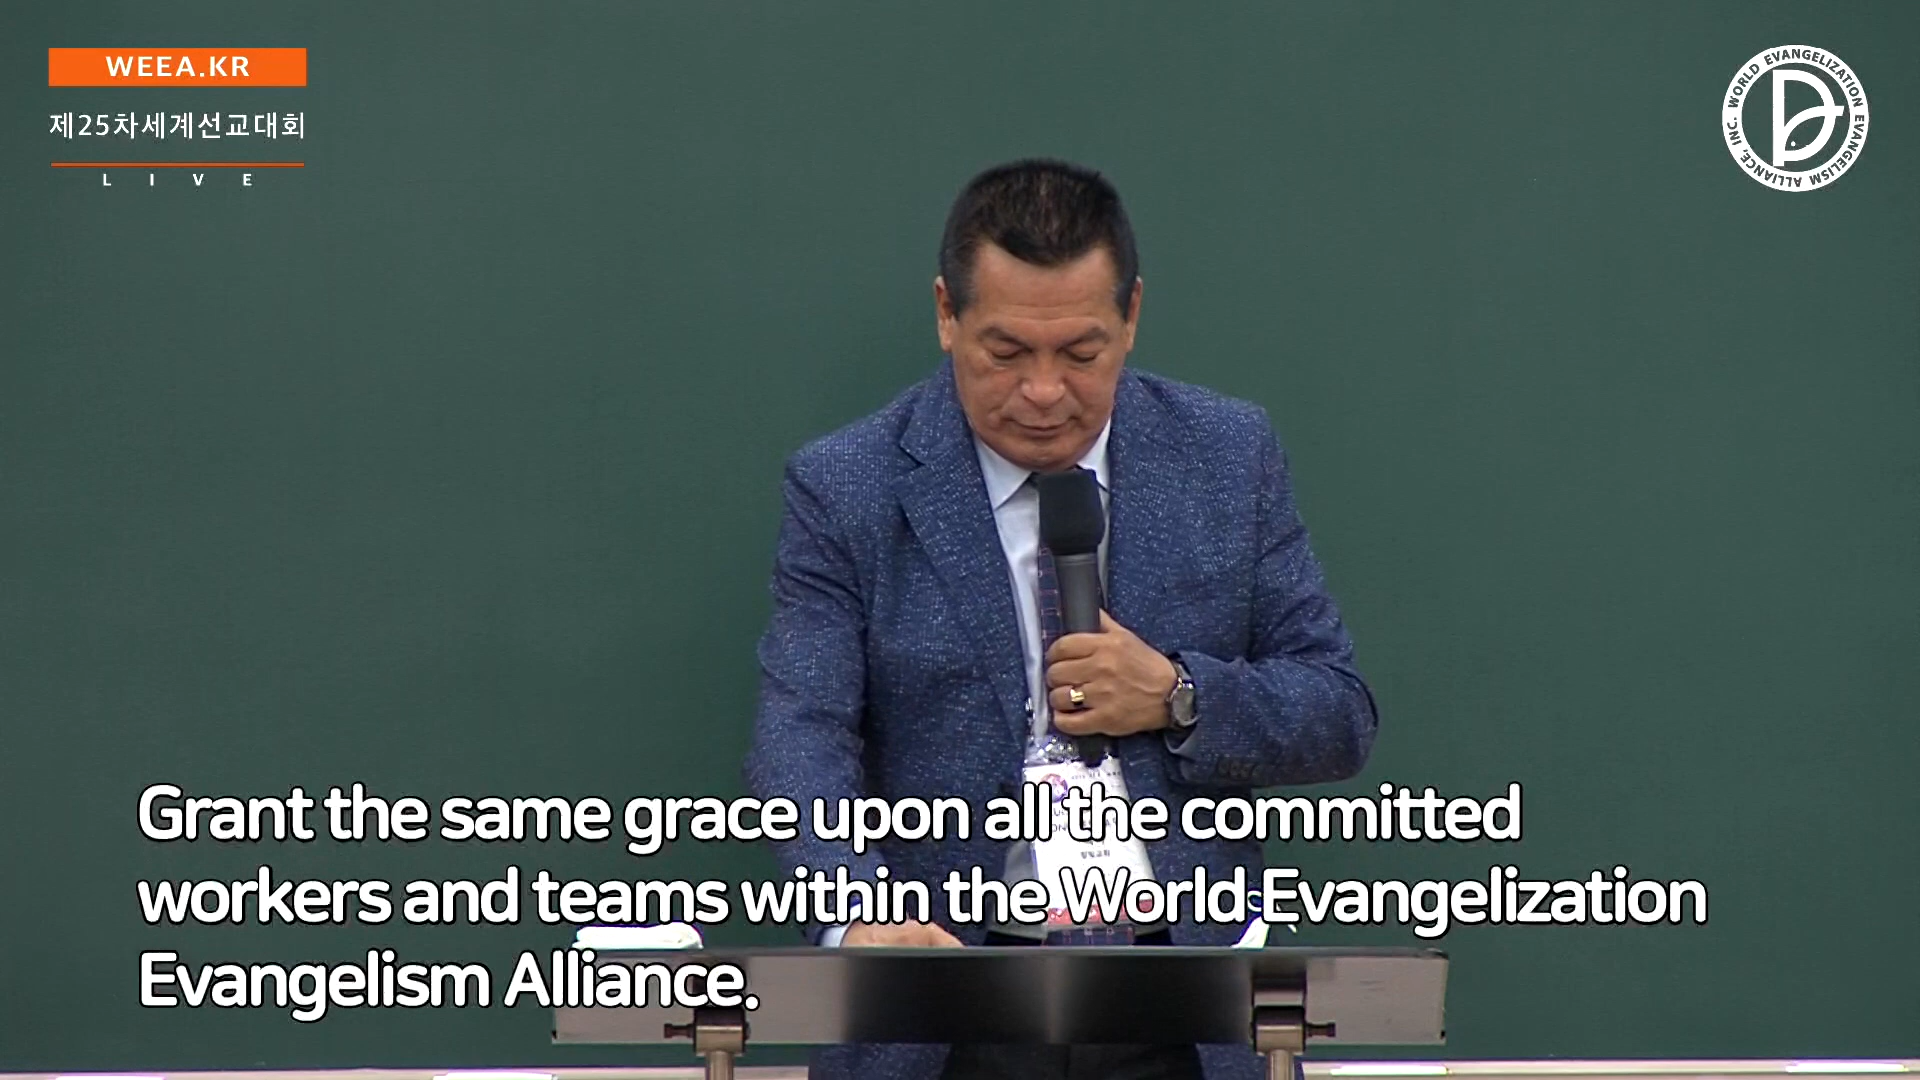 WEEA.KR
제25차세계선교대회
LIVE
WORLD EVANGELIZATION EVANGELISM ALLIANCE, INC.
Grant the same grace upon all the committed
workers and teams within the World Evangelization
Evangelism Alliance.